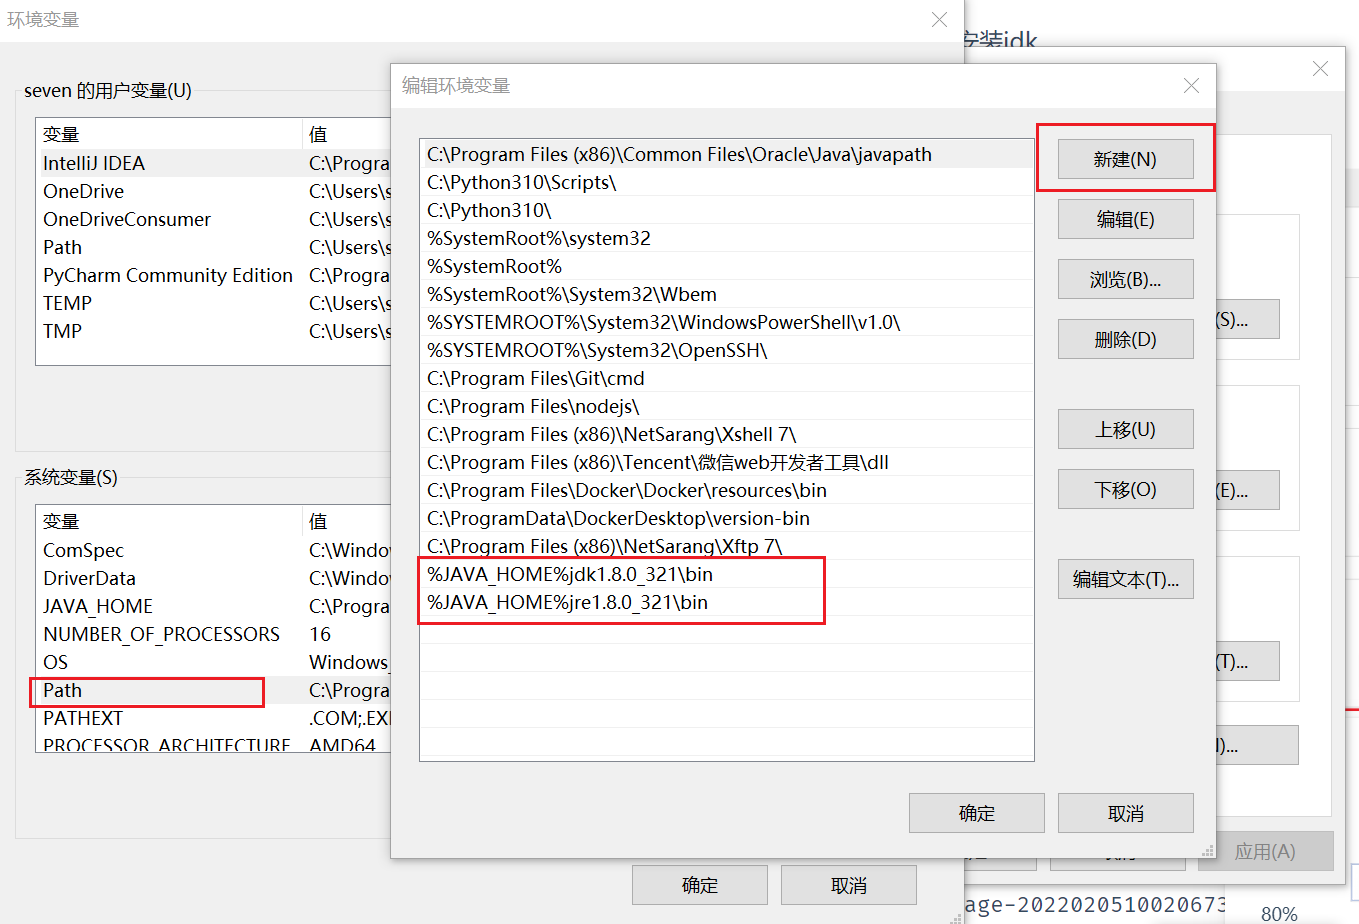 环境变量
安装jdk
seven 的用户变量(U)
变量 值
IntelliJ IDEA C:\Progra
OneDrive C:\Users\s
OneDriveConsumer C:\Users\s
Path C:\Users\s
PyCharm Community Edition C:\Progra
TEMP C:\Users\s
TMP C:\Users\s
系统变量(S)
变量 值
ComSpec C:\Windo
DriverData C:\Windo
JAVA_HOME C:\Progra
NUMBER_OF_PROCESSORS 16
OS Windows_
Path C:\Progra
PATHEXT .COM;.EXE
PROCESSOR_ARCHITECTURE AMD64
确定 取消
编辑环境变量
C:\Program Files (x86)\Common Files\Oracle\Java\javapath
C:\Python310\Scripts\
C:\Python310\
%SystemRoot%\system32
%SystemRoot%
%SystemRoot%\System32\Wbem
%SYSTEMROOT%\System32\WindowsPowerShell\v1.0\
%SYSTEMROOT%\System32\OpenSSH\
C:\Program Files\Git\cmd
C:\Program Files\nodejs\
C:\Program Files (x86)\NetSarang\Xshell 7\
C:\Program Files (x86)\Tencent\微信web开发者工具\dll
C:\Program Files\Docker\Docker\resources\bin
C:\ProgramData\DockerDesktop\version-bin
C:\Program Files (x86)\NetSarang\Xftp 7\
%JAVA_HOME%jdk1.8.0_321\bin
%JAVA_HOME%jre1.8.0_321\bin
新建(N)
编辑(E)
浏览(B)...
删除(D)
上移(U)
下移(O)
编辑文本(T)...
确定 取消
(S)...
(E)...
(T)...
)...
应用(A)
age-2022020510020673
80%